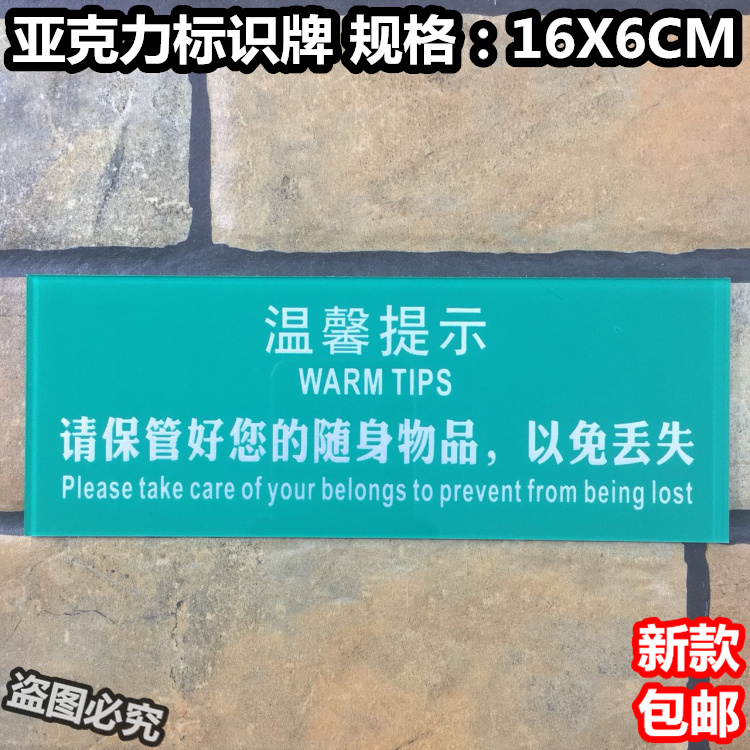 亚克力标识牌 规格：16X6CM
温馨提示
WARM TIPS
请保管好您的随身物品，以免丢失
Please take care of your belongs to prevent from being lost
新款
包邮
盗图必究